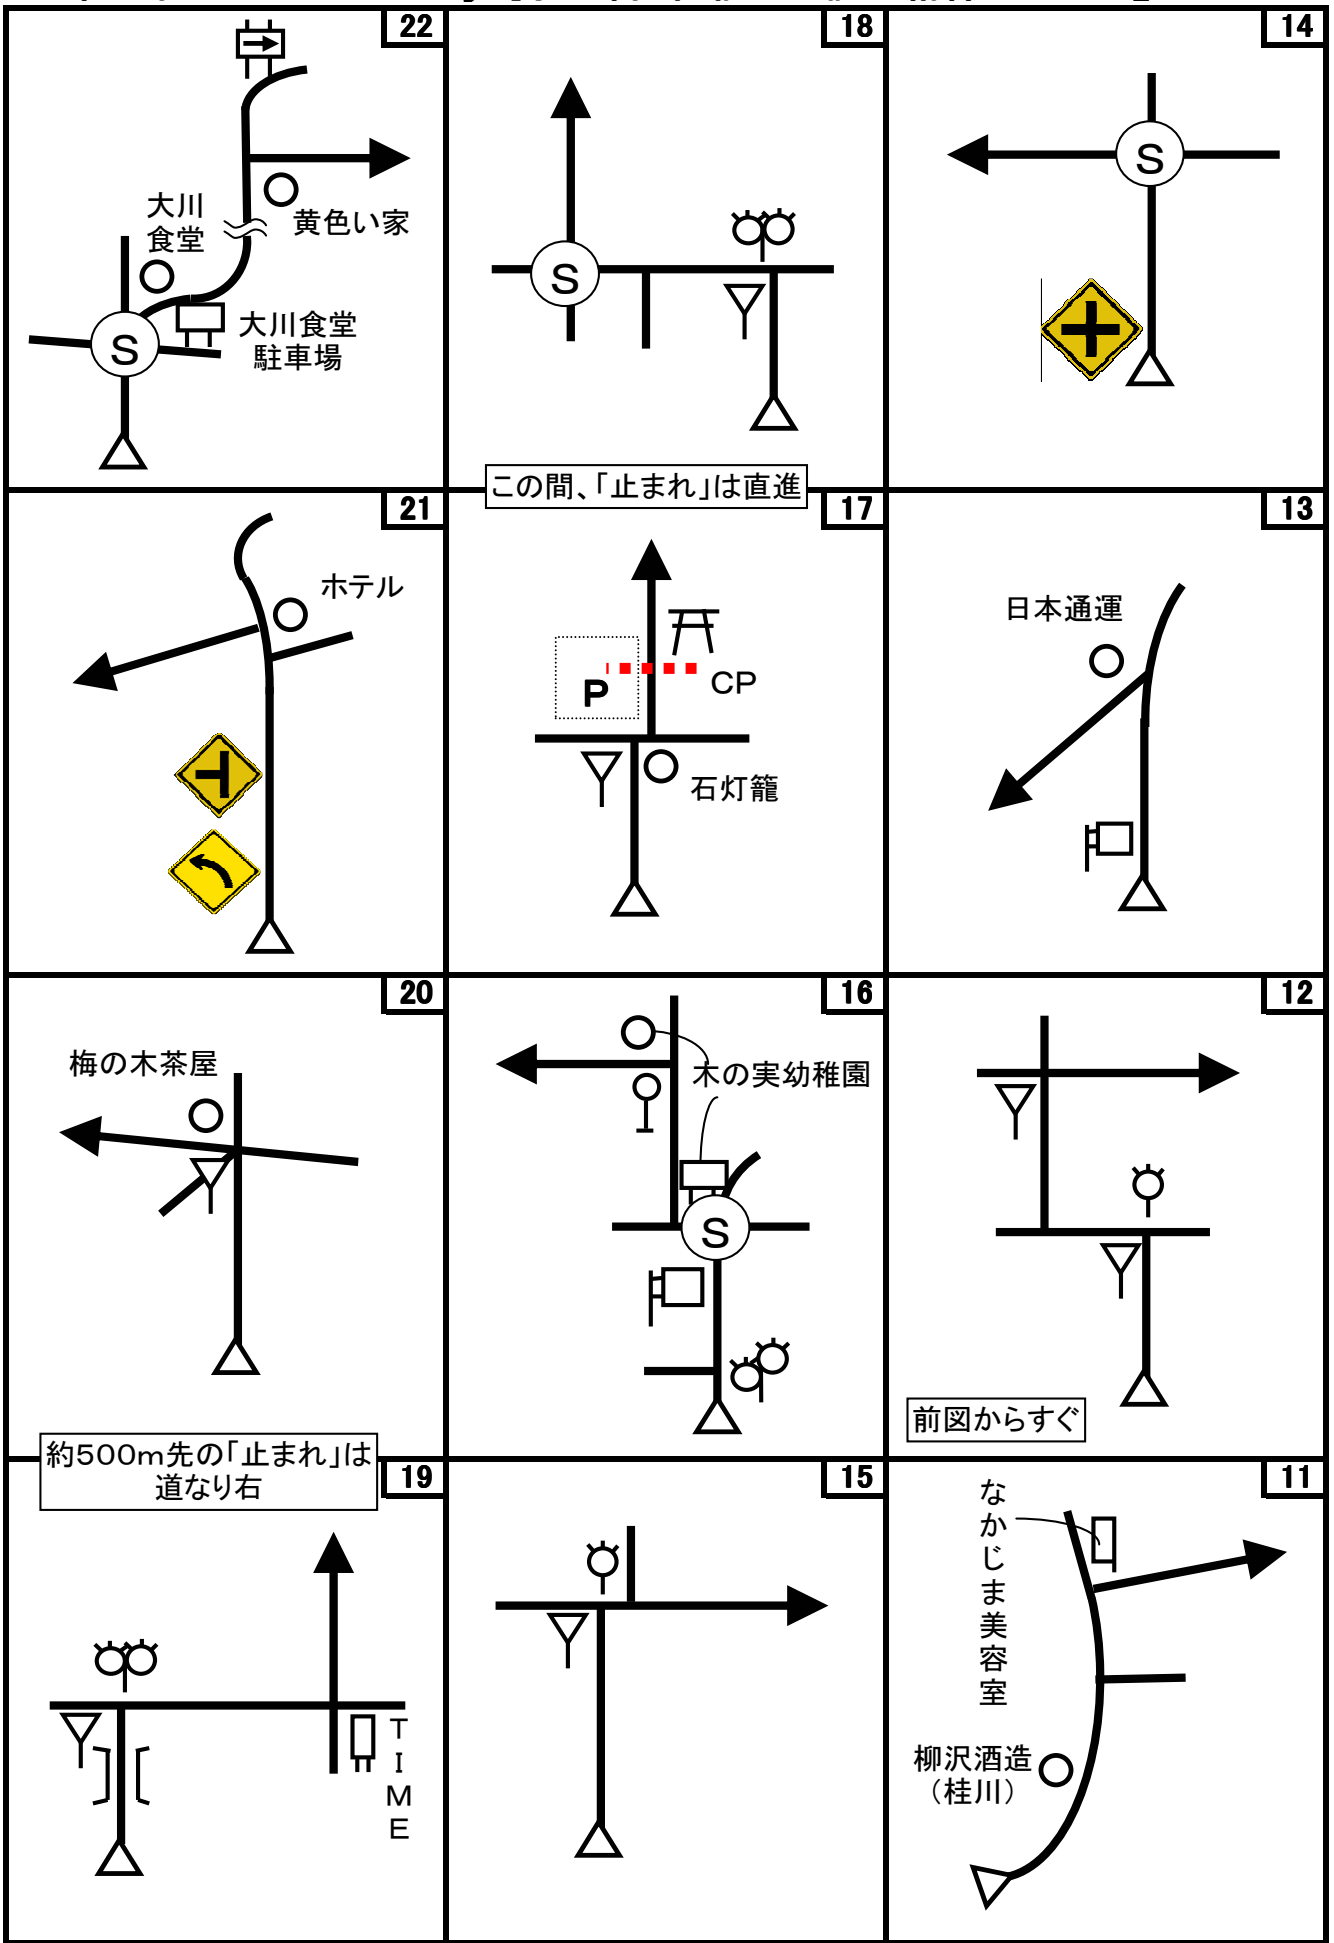 22
大川
食堂
黄色い家
S
大川食堂
駐車場
18
S
この間、「止まれ」は直進
14
S
21
ホテル
17
P
CP
石灯籠
13
日本通運
20
梅の木茶屋
約500m先の「止まれ」は
道なり右
16
木の実幼稚園
S
12
前図からすぐ
19
TIME
15
11
なかじま美容室
柳沢酒造
（桂川）